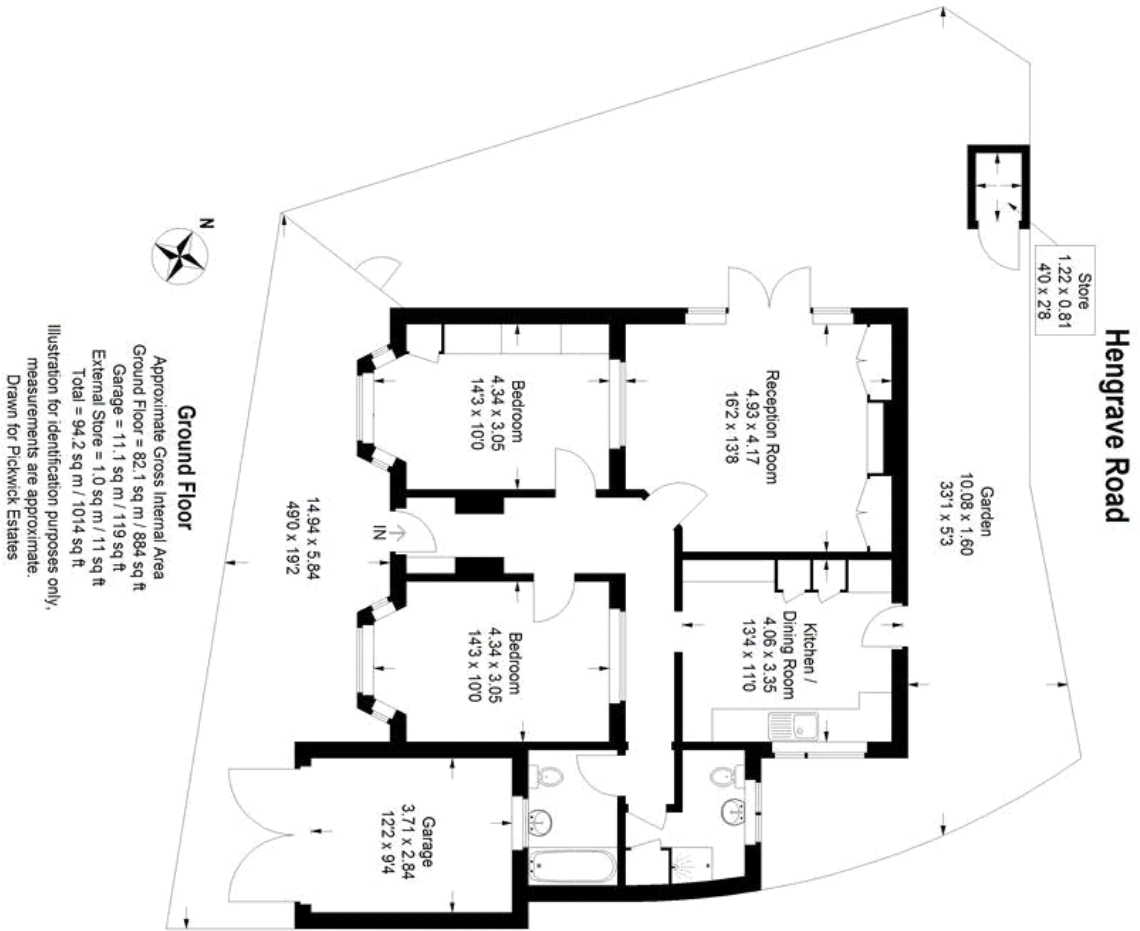 Hengrave Road
Store
1.22 x 0.81
4'0 x 2'8
Garden
10.08 x 1.60
33'1 x 5'3
Reception Room
4.93 x 4.17
16'2 x 13'8
Kitchen /
Dining Room
4.06 x 3.35
13'4 x 11'0
Bedroom
4.34 x 3.05
14'3 x 10'0
Bedroom
4.34 x 3.05
14'3 x 10'0
Garage
3.71 x 2.84
12'2 x 9'4
IN
14.94 x 5.84
49'0 x 19'2
N
Ground Floor
Approximate Gross Internal Area
Ground Floor = 82.1 sq m / 884 sq ft
Garage = 11.1 sq m / 119 sq ft
External Store = 1.0 sq m / 11 sq ft
Total = 94.2 sq m / 1014 sq ft
Illustration for identification purposes only,
measurements are approximate.
Drawn for Pickwick Estates